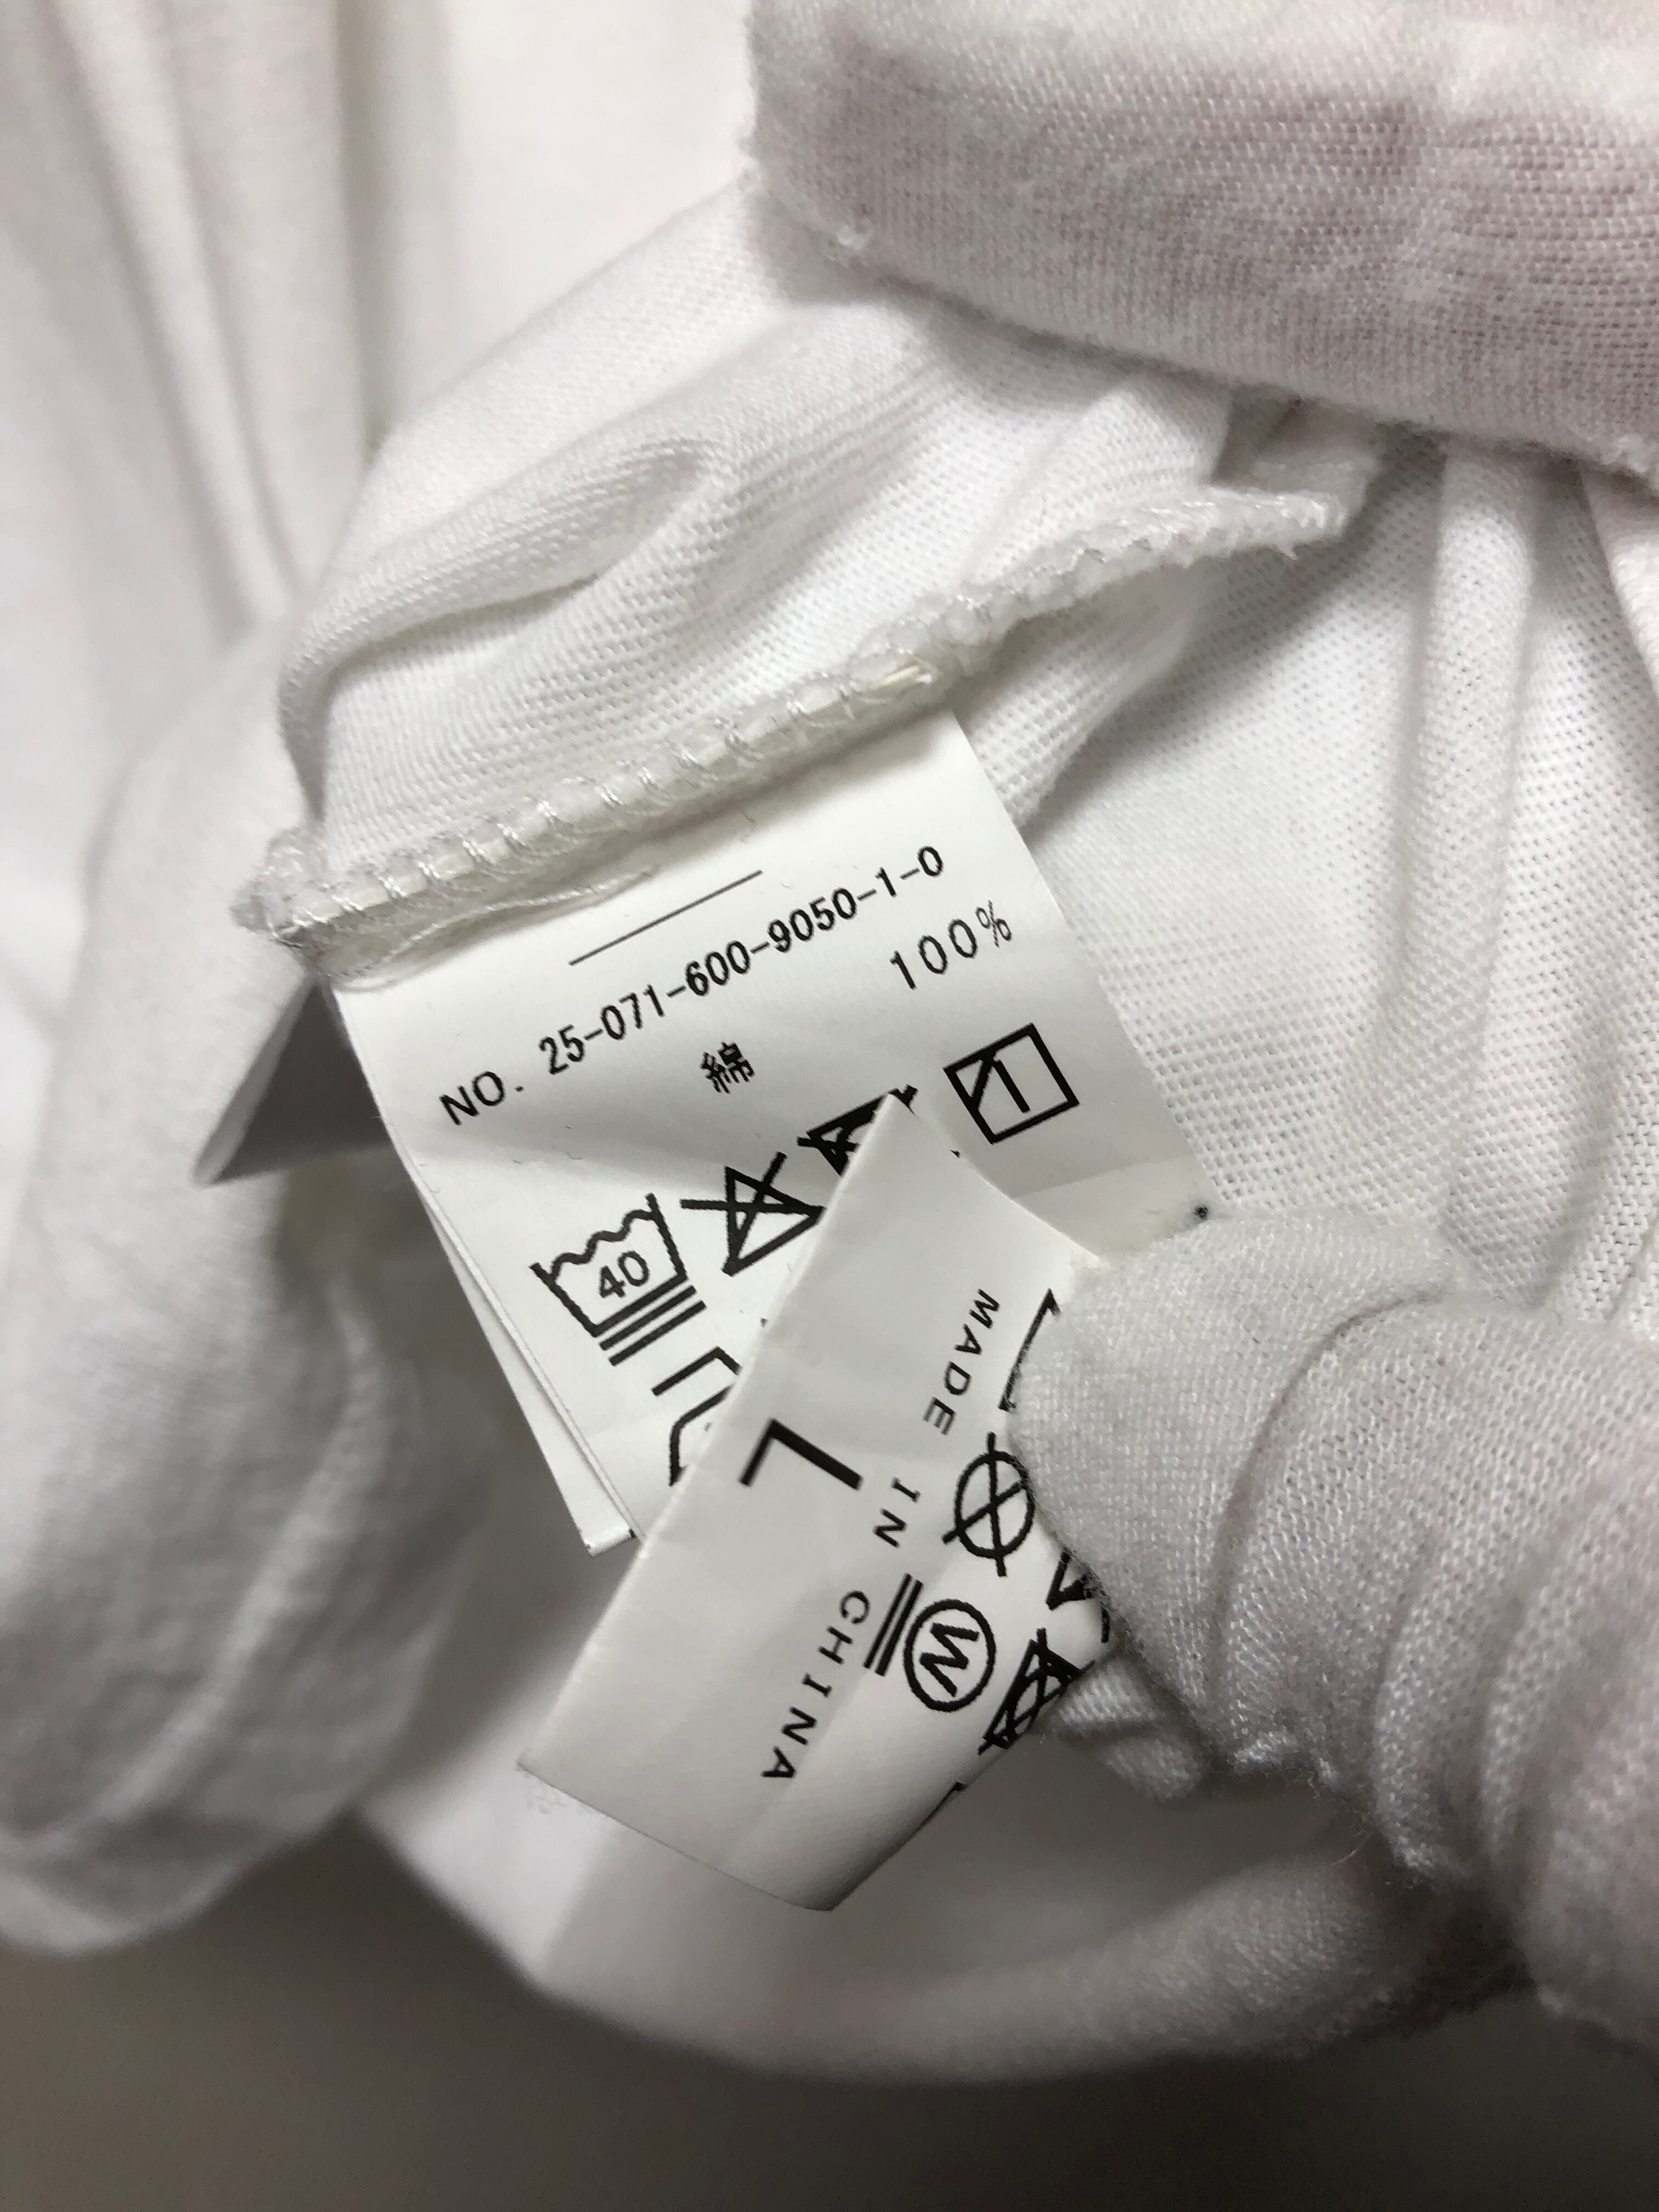 NO. 25-071-600-9050-1-0
綿 100%
40
L
MADE IN CHINA
W